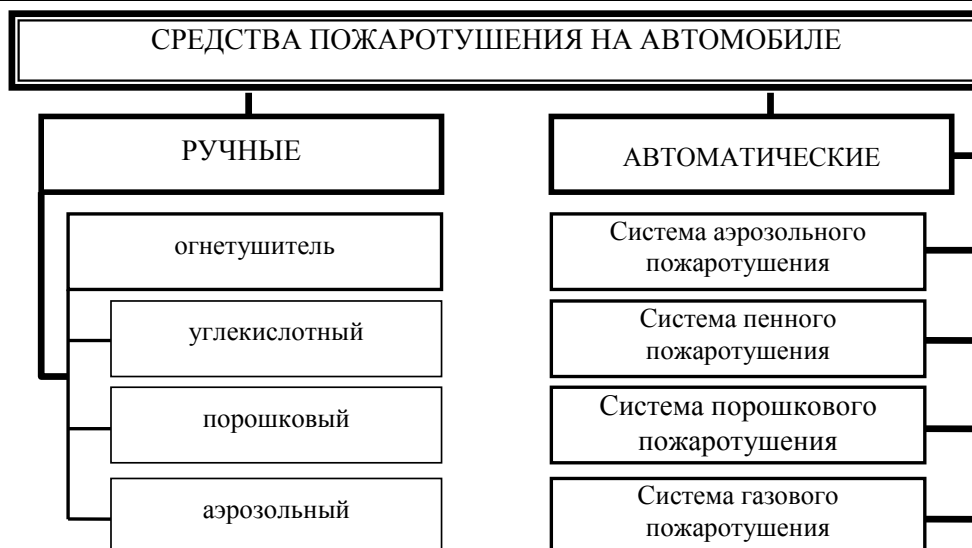 СРЕДСТВА ПОЖАРОТУШЕНИЯ НА АВТОМОБИЛЕ
РУЧНЫЕ
огнетушитель
углекислотный
порошковый
аэрозольный
АВТОМАТИЧЕСКИЕ
Система аэрозольного
пожаротушения
Система пенного
пожаротушения
Система порошкового
пожаротушения
Система газового
пожаротушения